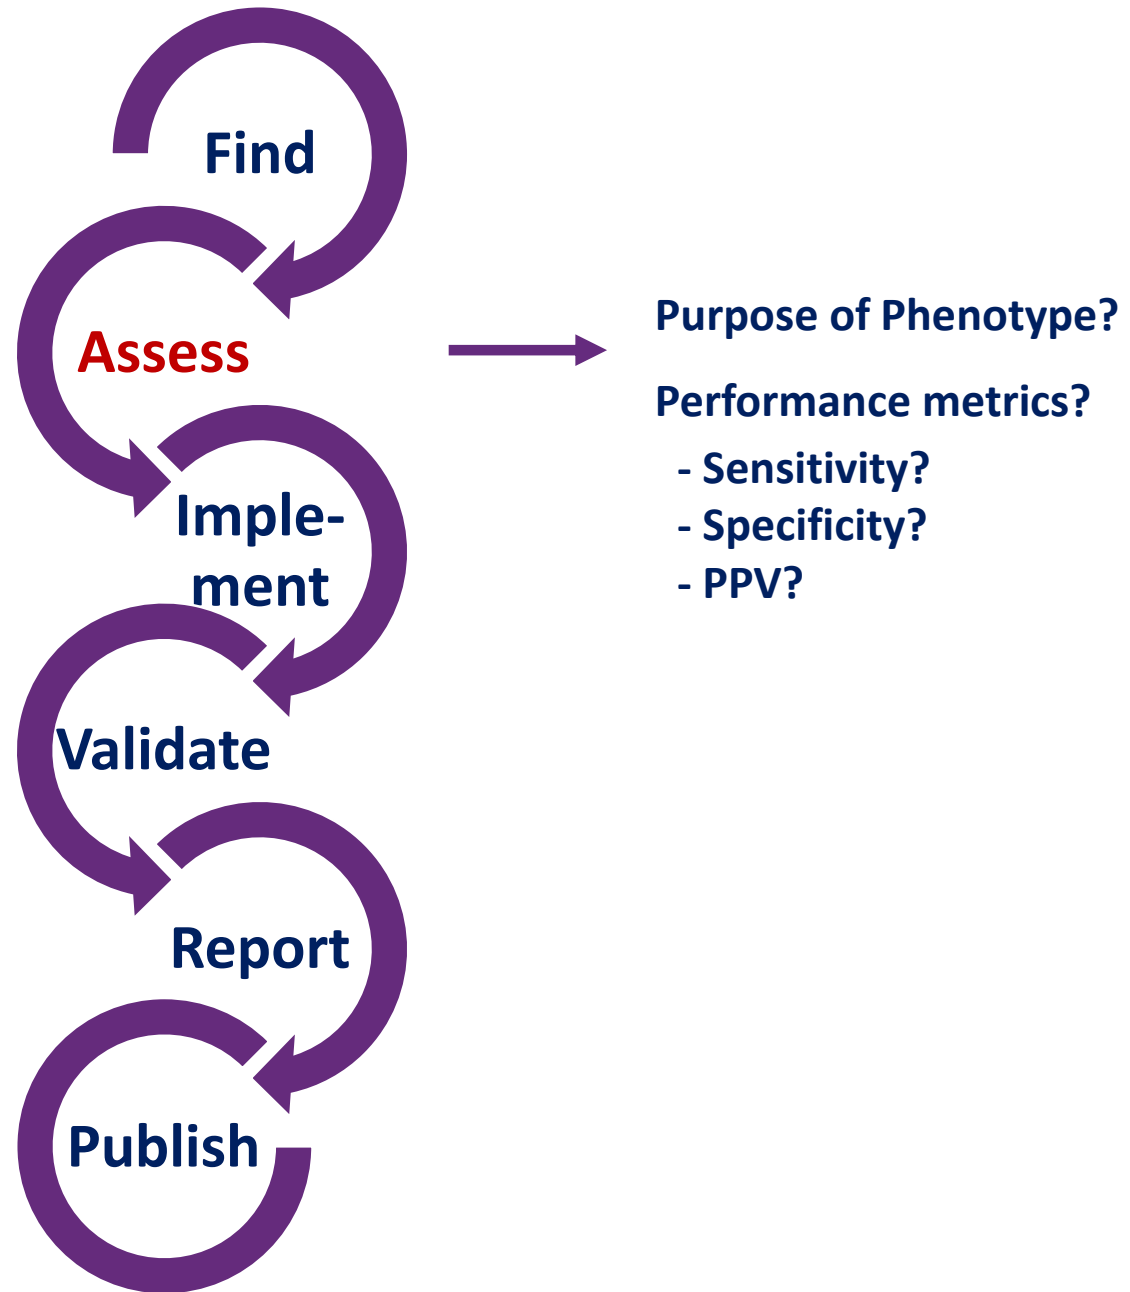 Find
Assess
Imple-
ment
Validate
Report
Publish
Purpose of Phenotype?
Performance metrics?
- Sensitivity?
- Specificity?
- PPV?